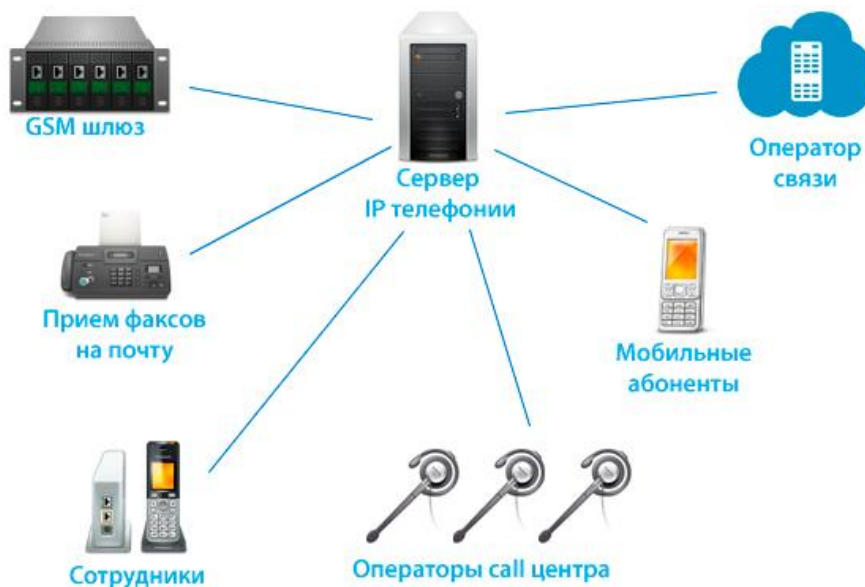 GSM шлюз
Сервер
IP телефонии
Оператор
связи
Прием факсов
на почту
Мобильные
абоненты
Сотрудники
Операторы call центра